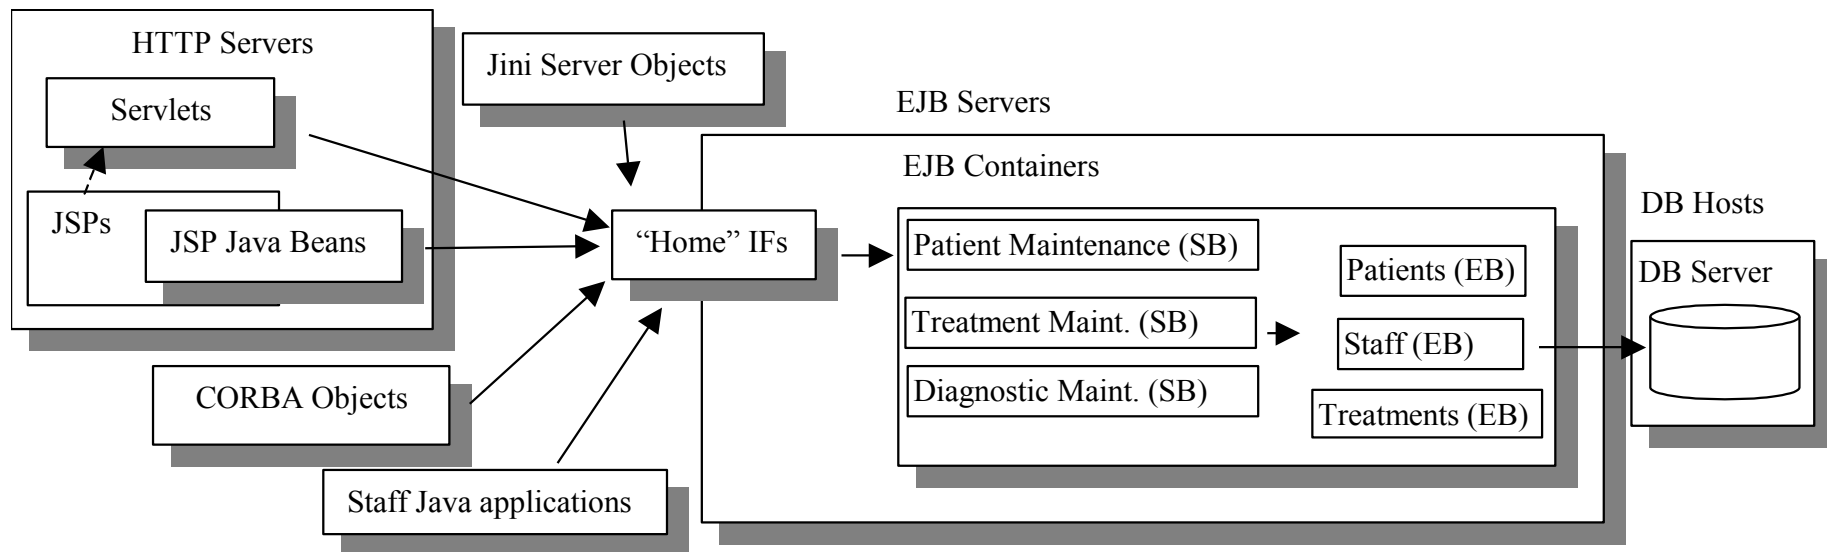 HTTP Servers
Servlets
JSPs
JSP Java Beans
Jini Server Objects
CORBA Objects
Staff Java applications
“Home” IFs
EJB Servers
EJB Containers
Patient Maintenance (SB)
Treatment Maint. (SB)
Diagnostic Maint. (SB)
Patients (EB)
Staff (EB)
Treatments (EB)
DB Hosts
DB Server